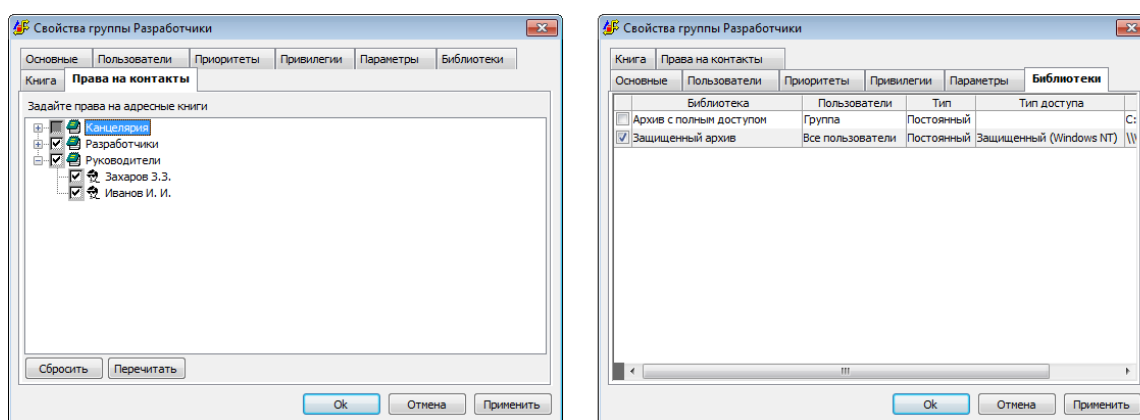 Свойства группы Разработчики
Основные Пользователи Приоритеты Привилегии Параметры Библиотеки
Книга Права на контакты
Задайте права на адресные книги
Канцелярия
Разработчики
Руководители
Захаров З.З.
Иванов И. И.
Сбросить Перечитать
Ok Отмена Применить
Свойства группы Разработчики
Книга Права на контакты
Основные Пользователи Приоритеты Привилегии Параметры Библиотеки
Библиотека Пользователи Тип Тип доступа
Архив с полным доступом Группа Постоянный C:
Защищенный архив Все пользователи Постоянный Защищенный (Windows NT) \\
Ok Отмена Применить